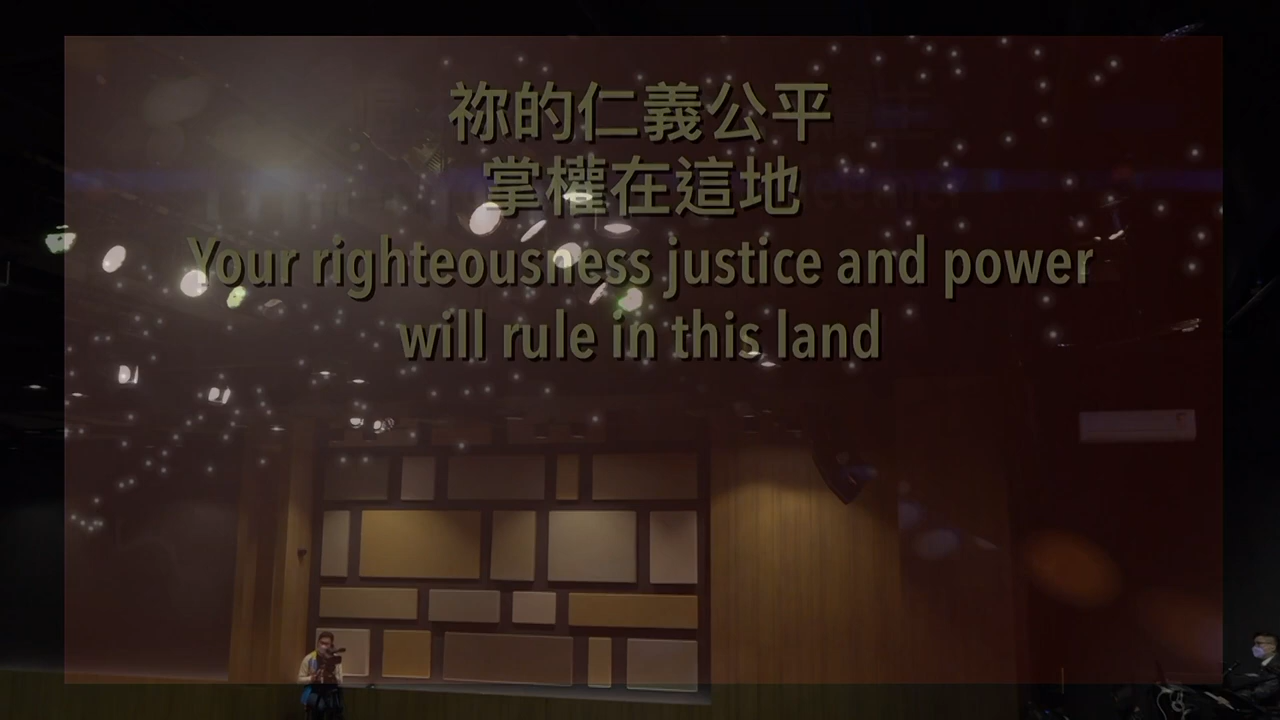 祢的仁義公平
掌權在這地
Your righteousness justice and power
will rule in this land